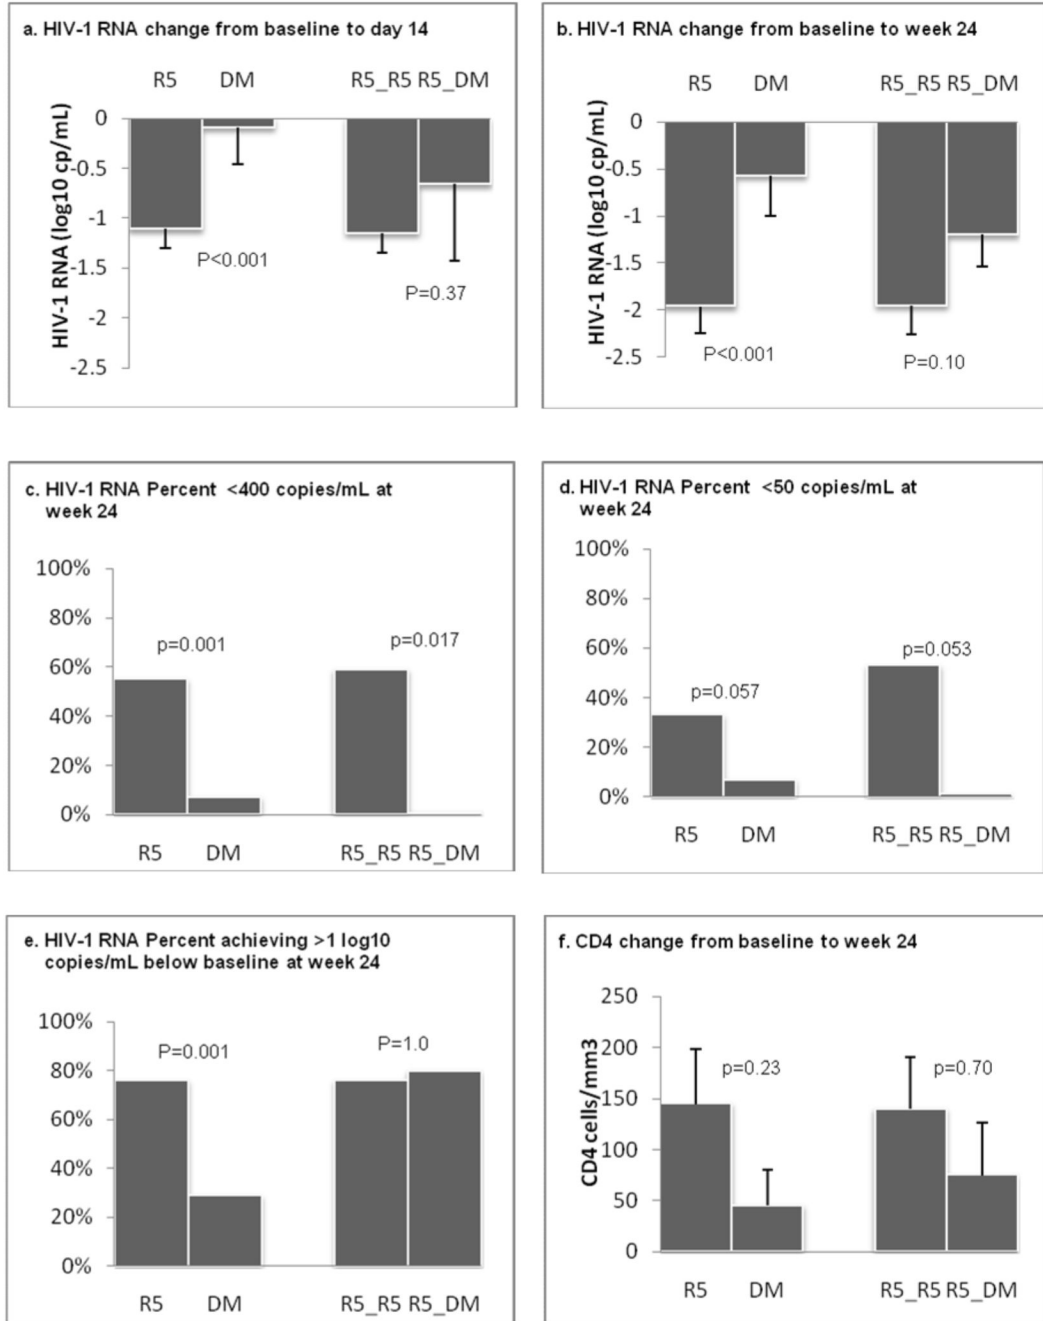 a. HIV-1 RNA change from baseline to day 14
R5 DM R5_R5 R5_DM
HIV-1 RNA (log10 cp/mL)
0
-0.5
-1
-1.5
-2
-2.5
P<0.001
P=0.37
b. HIV-1 RNA change from baseline to week 24
R5 DM R5_R5 R5_DM
HIV-1 RNA (log10 cp/mL)
0
-0.5
-1
-1.5
-2
-2.5
P<0.001
P=0.10
c. HIV-1 RNA Percent <400 copies/mL at
week 24
100%
80%
60%
40%
20%
0%
p=0.001
p=0.017
R5 DM R5_R5 R5_DM
d. HIV-1 RNA Percent <50 copies/mL at
week 24
100%
80%
60%
40%
20%
0%
p=0.057
p=0.053
R5 DM R5_R5 R5_DM
e. HIV-1 RNA Percent achieving >1 log10
copies/mL below baseline at week 24
100%
80%
60%
40%
20%
0%
P=0.001
P=1.0
R5 DM R5_R5 R5_DM
f. CD4 change from baseline to week 24
CD4 cells/mm3
250
200
150
100
50
0
p=0.23
p=0.70
R5 DM R5_R5 R5_DM